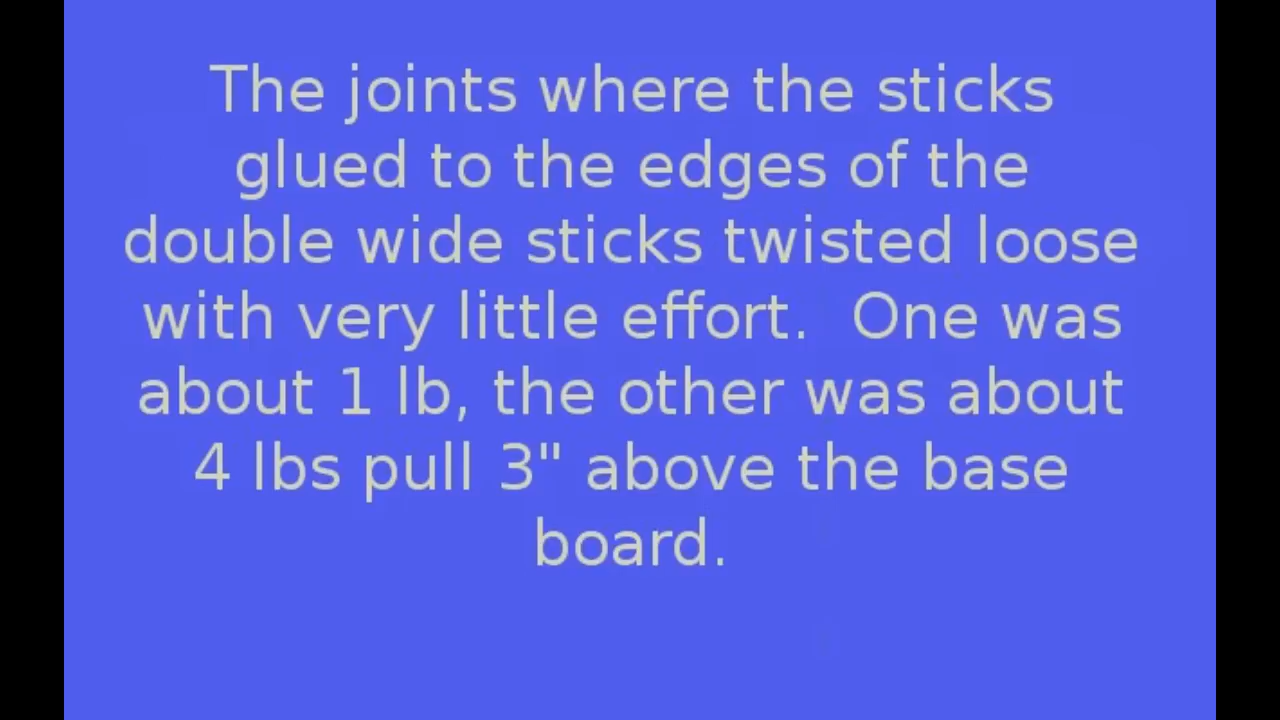 The joints where the sticks
glued to the edges of the
double wide sticks twisted loose
with very little effort.  One was
about 1 lb, the other was about
4 lbs pull 3" above the base
board.